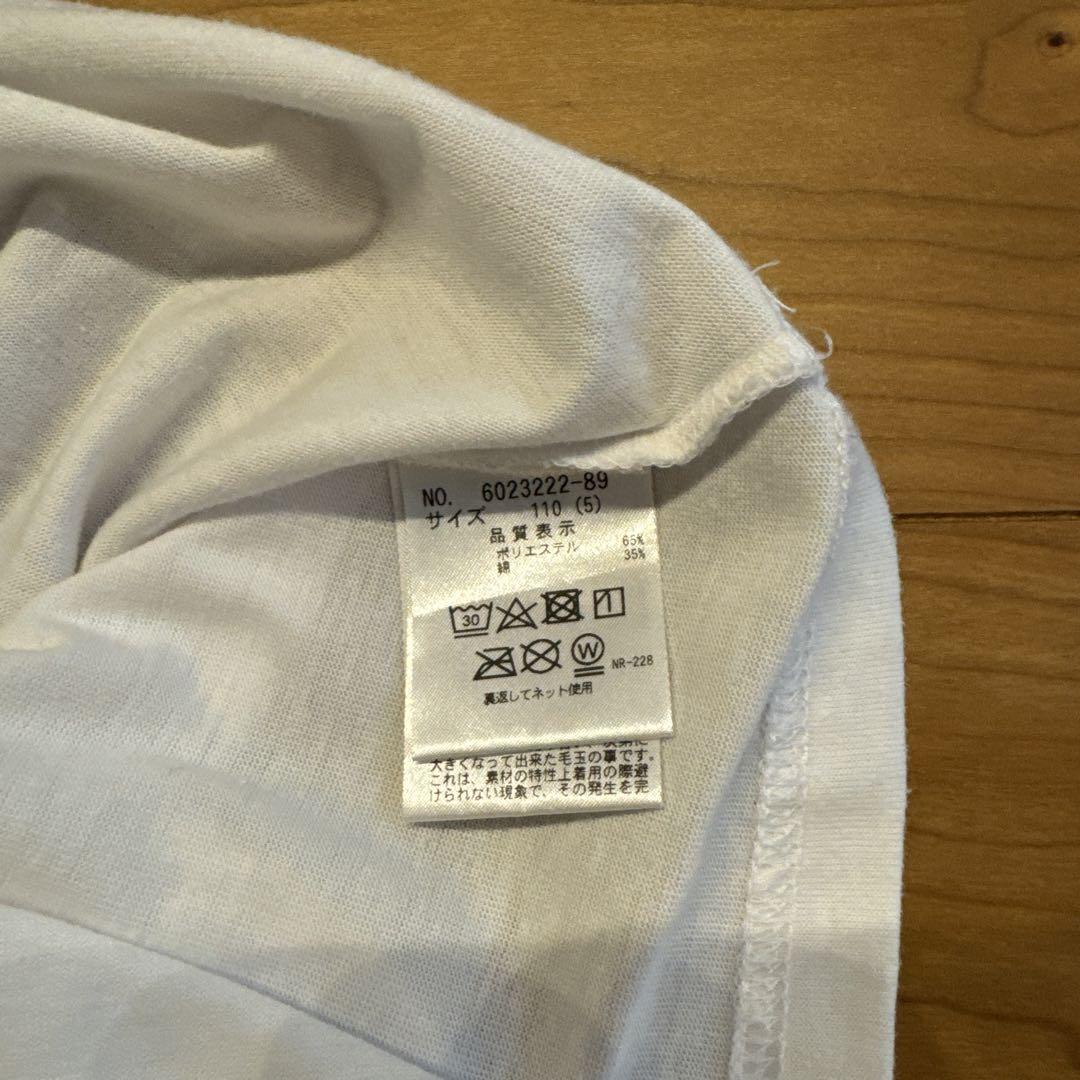 NO. 6023222-89
サイズ 110 (5)
品質表示
ポリエステル 65%
綿 35%
30
W
NR-228
裏返してネット使用
大きくなって出来た毛玉の事です。
これは、素材の特性上着用の際避
けられない現象で、その発生を完